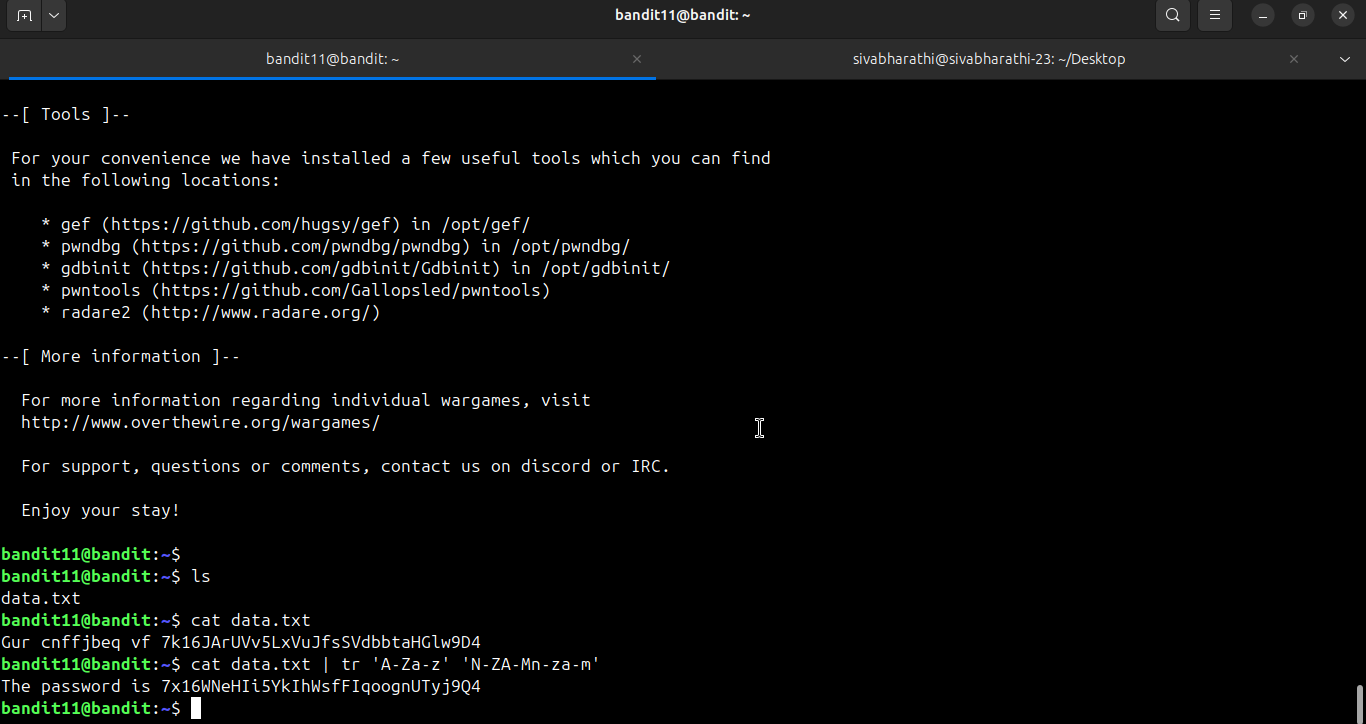 bandit11@bandit: ~
bandit11@bandit: ~
sivabharathi@sivabharathi-23: ~/Desktop
--[ Tools ]--
For your convenience we have installed a few useful tools which you can find
in the following locations:
* gef (https://github.com/hugsy/gef) in /opt/gef/
* pwndbg (https://github.com/pwndbg/pwndbg) in /opt/pwndbg/
* gdbinit (https://github.com/gdbinit/Gdbinit) in /opt/gdbinit/
* pwntools (https://github.com/Gallopsled/pwntools)
* radare2 (http://www.radare.org/)
--[ More information ]--
For more information regarding individual wargames, visit
http://www.overthewire.org/wargames/
For support, questions or comments, contact us on discord or IRC.
Enjoy your stay!
bandit11@bandit:~$
bandit11@bandit:~$ ls
data.txt
bandit11@bandit:~$ cat data.txt
Gur cnffjbeq vf 7k16JArUVv5LxVuJfsSVdbbtaHGlw9D4
bandit11@bandit:~$ cat data.txt | tr 'A-Za-z' 'N-ZA-Mn-za-m'
The password is 7x16WNeHIi5YkIhWsfFIqoognUTyj9Q4
bandit11@bandit:~$